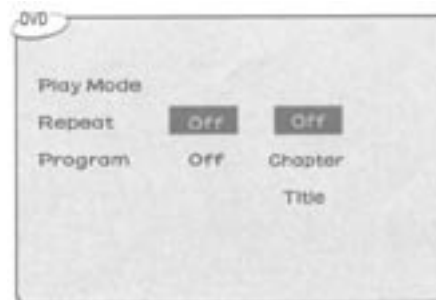 DVD
Play Mode
Repeat Off Off
Program Off Chapter
Title